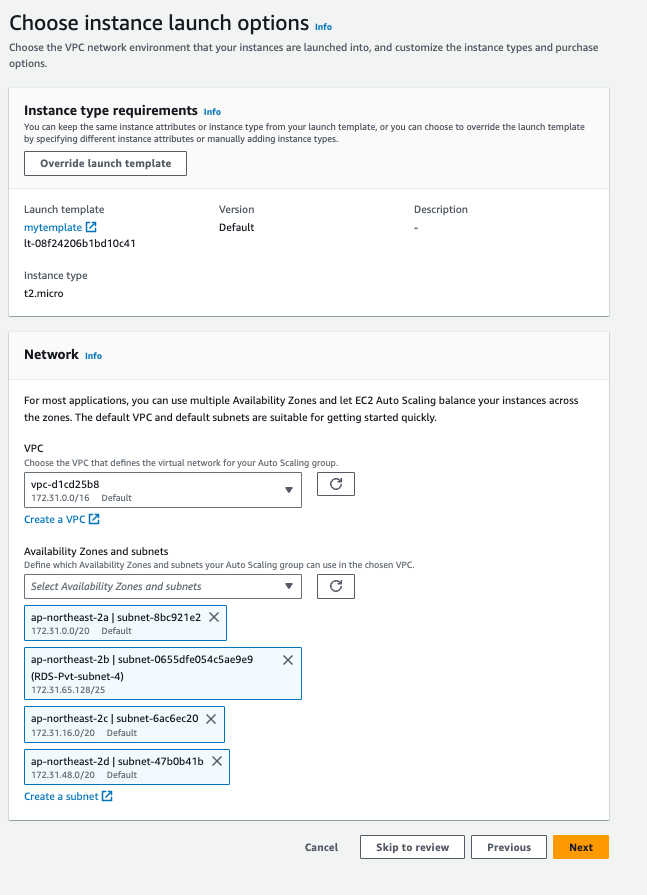 Choose instance launch options Info
Choose the VPC network environment that your instances are launched into, and customize the instance types and purchase
options.
Instance type requirements Info
You can keep the same instance attributes or instance type from your launch template, or you can choose to override the launch template
by specifying different instance attributes or manually adding instance types.
Override launch template
Launch template Version Description
mytemplate Default -
lt-08f24206b1bd10c41
Instance type
t2.micro
Network Info
For most applications, you can use multiple Availability Zones and let EC2 Auto Scaling balance your instances across
the zones. The default VPC and default subnets are suitable for getting started quickly.
VPC
Choose the VPC that defines the virtual network for your Auto Scaling group.
vpc-d1cd25b8
172.31.0.0/16 Default
Create a VPC
Availability Zones and subnets
Define which Availability Zones and subnets your Auto Scaling group can use in the chosen VPC.
Select Availability Zones and subnets
ap-northeast-2a | subnet-8bc921e2
172.31.0.0/20 Default
ap-northeast-2b | subnet-0655dfe054c5ae9e9
(RDS-Pvt-subnet-4)
172.31.65.128/25
ap-northeast-2c | subnet-6ac6ec20
172.31.16.0/20 Default
ap-northeast-2d | subnet-47b0b41b
172.31.48.0/20 Default
Create a subnet
Cancel Skip to review Previous Next